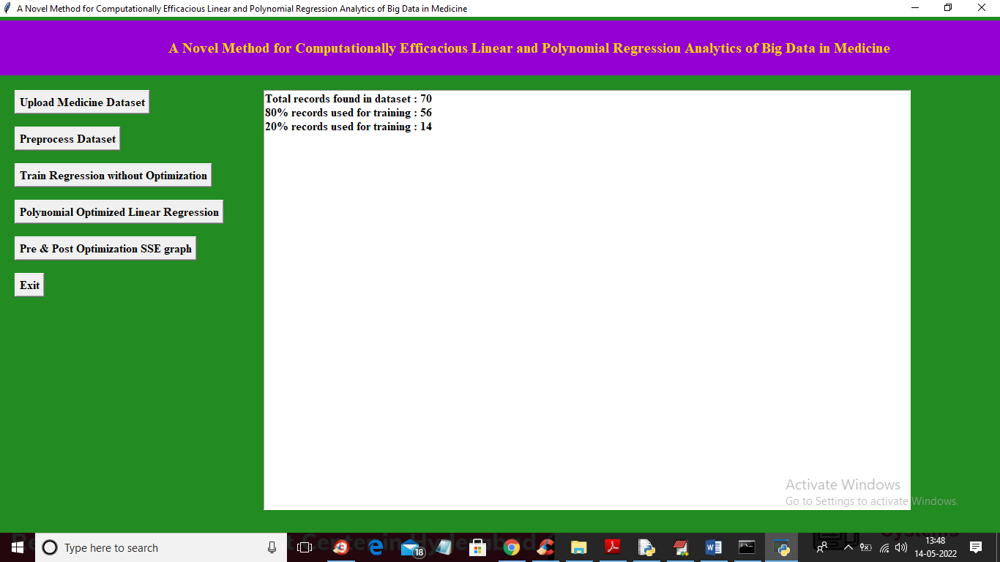 A Novel Method for Computationally Efficacious Linear and Polynomial Regression Analytics of Big Data in Medicine
A Novel Method for Computationally Efficacious Linear and Polynomial Regression Analytics of Big Data in Medicine
Upload Medicine Dataset
Preprocess Dataset
Train Regression without Optimization
Polynomial Optimized Linear Regression
Pre & Post Optimization SSE graph
Exit
Total records found in dataset : 70
80% records used for training : 56
20% records used for training : 14
Activate Windows
Go to Settings to activate Windows.
Type here to search
18
13:48
14-05-2022